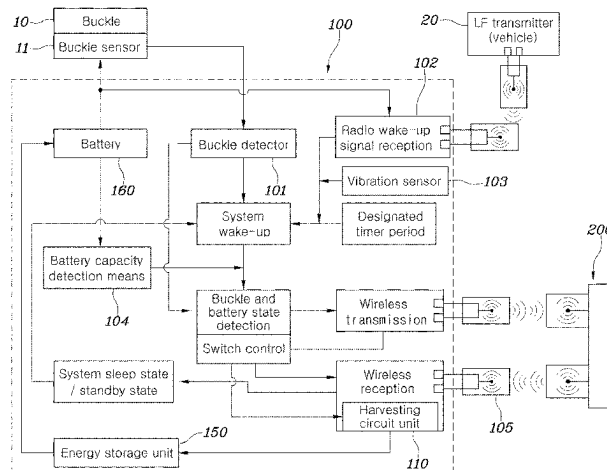 10
Buckle
11
Buckle sensor
20
LF transmitter
(vehicle)
100
102
Radio wake-up
signal reception
Battery
160
Buckle detector
101
Vibration sensor
103
System
wake-up
Designated
timer period
Battery capacity
detection means
104
Buckle and
battery state
detection
Switch control
Wireless
transmission
200
System sleep state
/ standby state
Wireless
reception
105
Harvesting
circuit unit
110
Energy storage unit
150